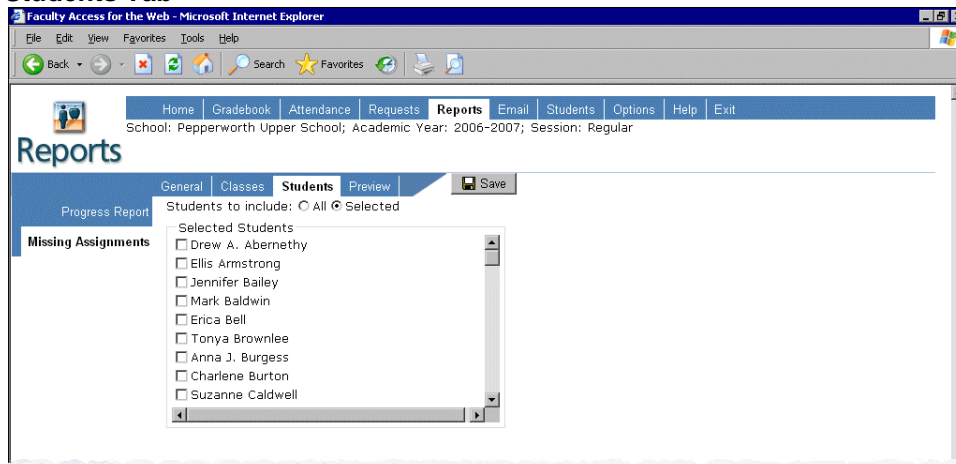 Students Tab
Faculty Access for the Web - Microsoft Internet Explorer
File Edit View Favorites Tools Help
Back Search Favorites
Home Gradebook Attendance Requests Reports Email Students Options Help Exit
School: Pepperworth Upper School; Academic Year: 2006-2007; Session: Regular
Reports
General Classes Students Preview Save
Progress Report
Students to include: All Selected
Missing Assignments
Selected Students
Drew A. Abernethy
Ellis Armstrong
Jennifer Bailey
Mark Baldwin
Erica Bell
Tonya Brownlee
Anna J. Burgess
Charlene Burton
Suzanne Caldwell